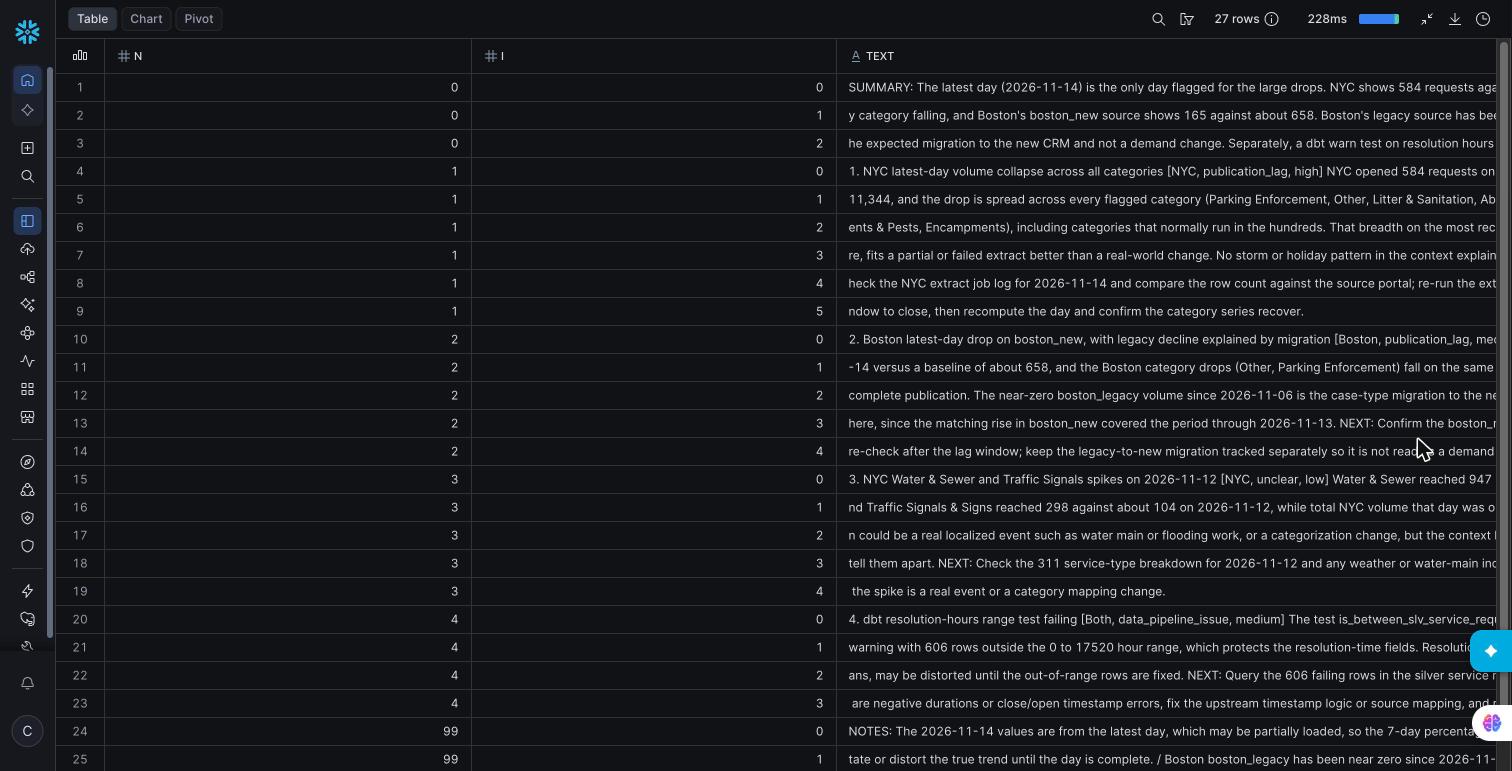 Table Chart Pivot 27 rows 228ms
N I A TEXT
1 0 0 SUMMARY: The latest day (2026-11-14) is the only day flagged for the large drops. NYC shows 584 requests aga
2 0 1 y category falling, and Boston's boston_new source shows 165 against about 658. Boston's legacy source has bee
3 0 2 he expected migration to the new CRM and not a demand change. Separately, a dbt warn test on resolution hours
4 1 0 1. NYC latest-day volume collapse across all categories [NYC, publication_lag, high] NYC opened 584 requests on
5 1 1 11,344, and the drop is spread across every flagged category (Parking Enforcement, Other, Litter & Sanitation, Ab
6 1 2 ents & Pests, Encampments), including categories that normally run in the hundreds. That breadth on the most rec
7 1 3 re, fits a partial or failed extract better than a real-world change. No storm or holiday pattern in the context explain
8 1 4 heck the NYC extract job log for 2026-11-14 and compare the row count against the source portal; re-run the ext
9 1 5 ndow to close, then recompute the day and confirm the category series recover.
10 2 0 2. Boston latest-day drop on boston_new, with legacy decline explained by migration [Boston, publication_lag, med
11 2 1 -14 versus a baseline of about 658, and the Boston category drops (Other, Parking Enforcement) fall on the same
12 2 2 complete publication. The near-zero boston_legacy volume since 2026-11-06 is the case-type migration to the ne
13 2 3 here, since the matching rise in boston_new covered the period through 2026-11-13. NEXT: Confirm the boston_n
14 2 4 re-check after the lag window; keep the legacy-to-new migration tracked separately so it is not a demand
15 3 0 3. NYC Water & Sewer and Traffic Signals spikes on 2026-11-12 [NYC, unclear, low] Water & Sewer reached 947
16 3 1 nd Traffic Signals & Signs reached 298 against about 104 on 2026-11-12, while total NYC volume that day was o
17 3 2 n could be a real localized event such as water main or flooding work, or a categorization change, but the context
18 3 3 tell them apart. NEXT: Check the 311 service-type breakdown for 2026-11-12 and any weather or water-main inc
19 3 4 the spike is a real event or a category mapping change.
20 4 0 4. dbt resolution-hours range test failing [Both, data_pipeline_issue, medium] The test is_between_slv_service_requ
21 4 1 warning with 606 rows outside the 0 to 17520 hour range, which protects the resolution-time fields.
22 4 2 ans, may be distorted until the out-of-range rows are fixed. NEXT: Query the 606 failing rows in the silver service
23 4 3 are negative durations or close/open timestamp errors, fix the upstream timestamp logic or source mapping, and
24 99 0 NOTES: The 2026-11-14 values are from the latest day, which may be partially loaded, so the 7-day
25 99 1 tate or distort the true trend until the day is complete. / Boston boston_legacy has been near zero since 2026-11-
C